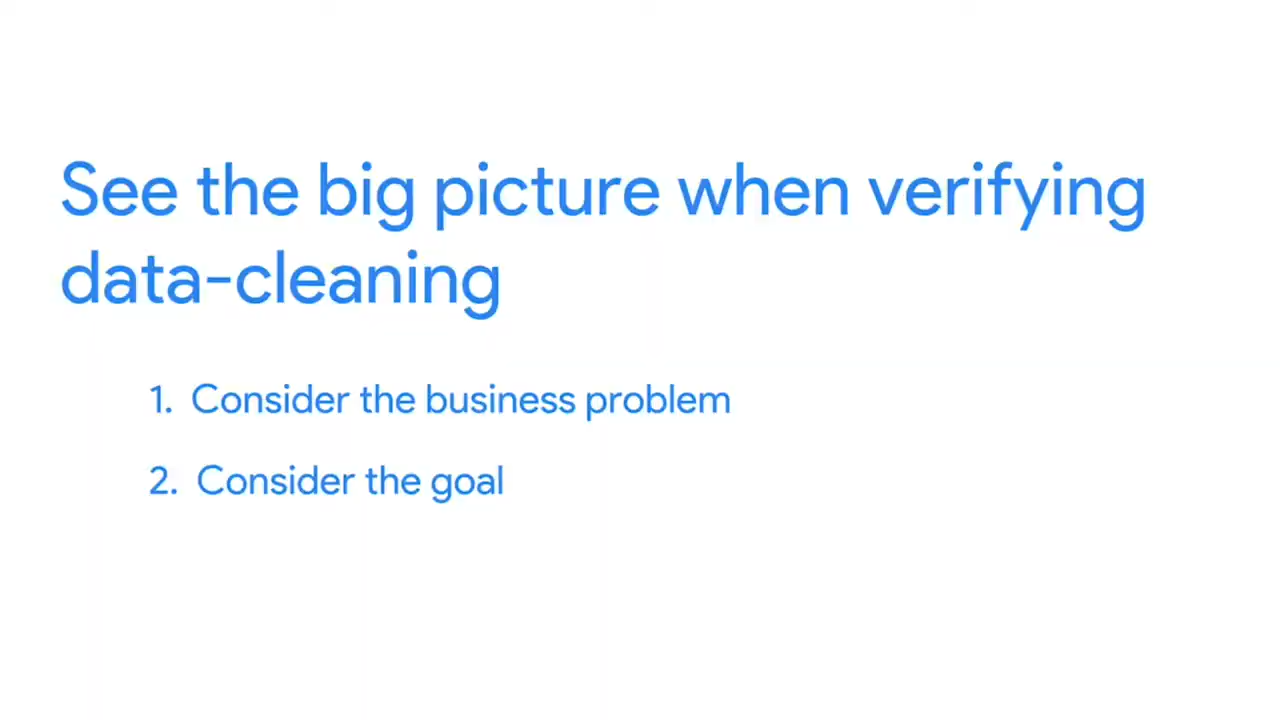 See the big picture when verifying
data-cleaning
1. Consider the business problem
2. Consider the goal